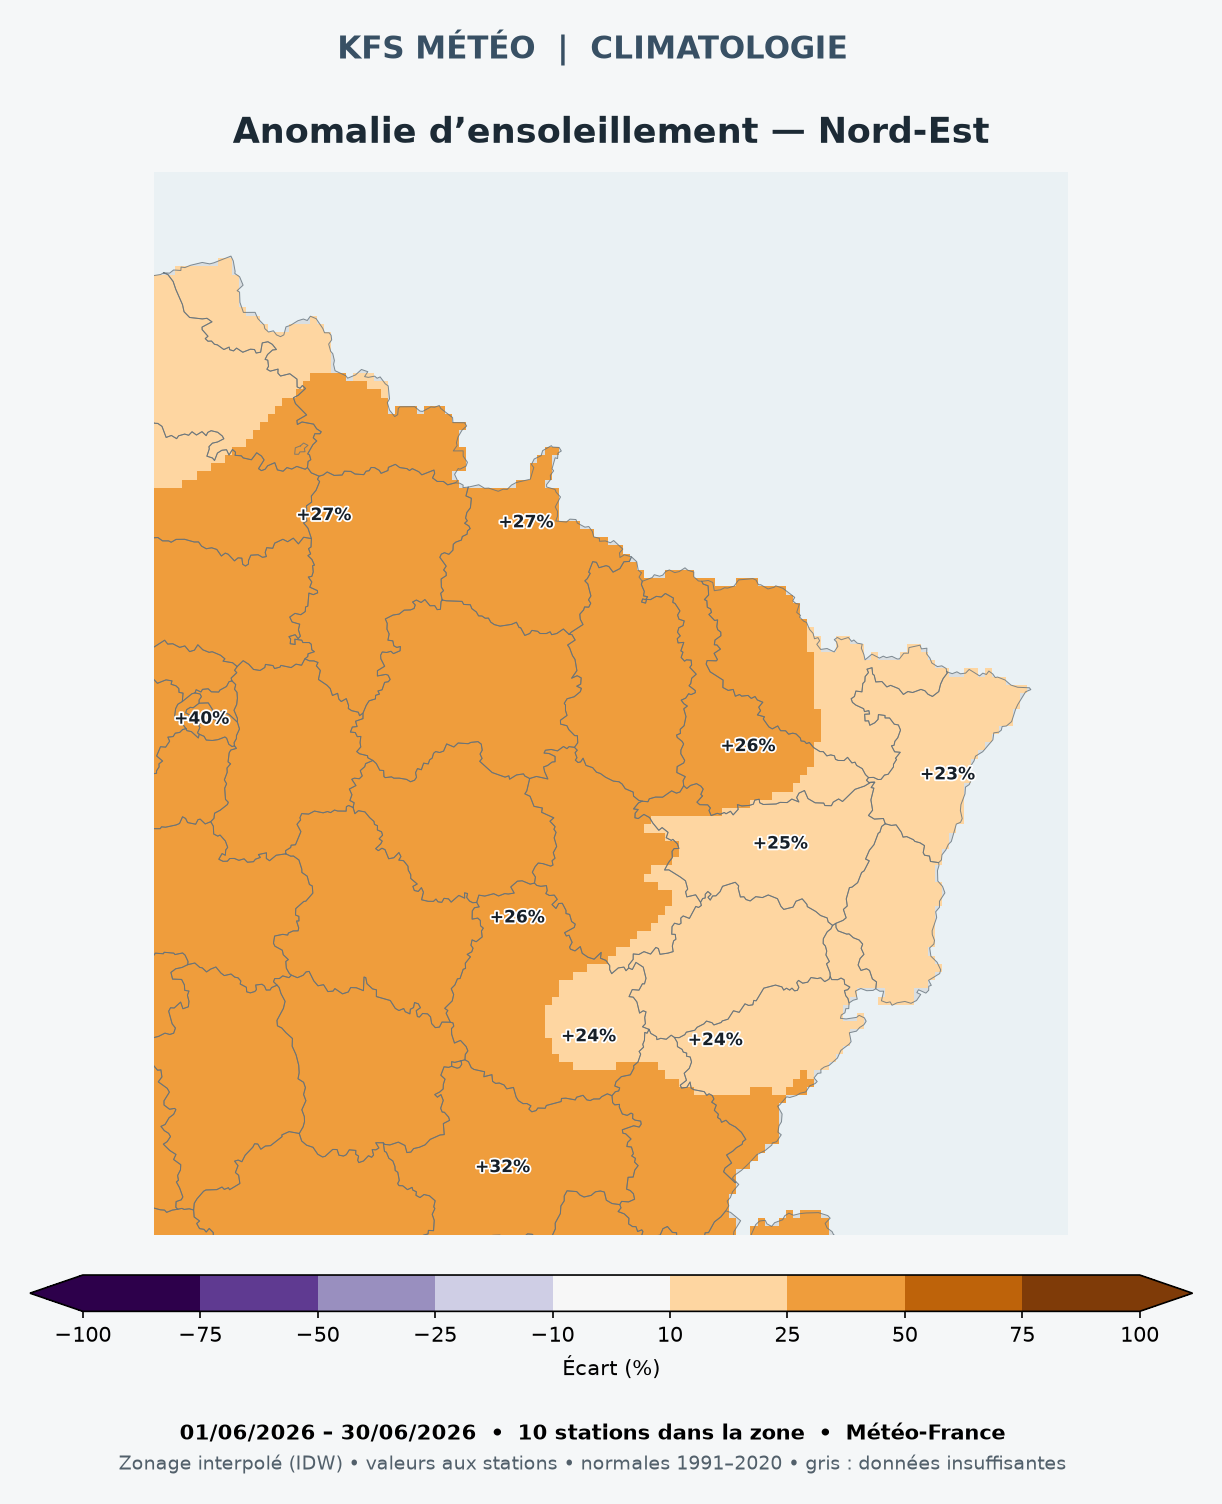 KFS MÉTÉO | CLIMATOLOGIE
Anomalie d’ensoleillement — Nord-Est
+27%
+27%
+40%
+26%
+23%
+25%
+26%
+24%
+24%
+32%
−100 −75 −50 −25 −10 10 25 50 75 100
Écart (%)
01/06/2026 – 30/06/2026 • 10 stations dans la zone • Météo-France
Zonage interpolé (IDW) • valeurs aux stations • normales 1991–2020 • gris : données insuffisantes